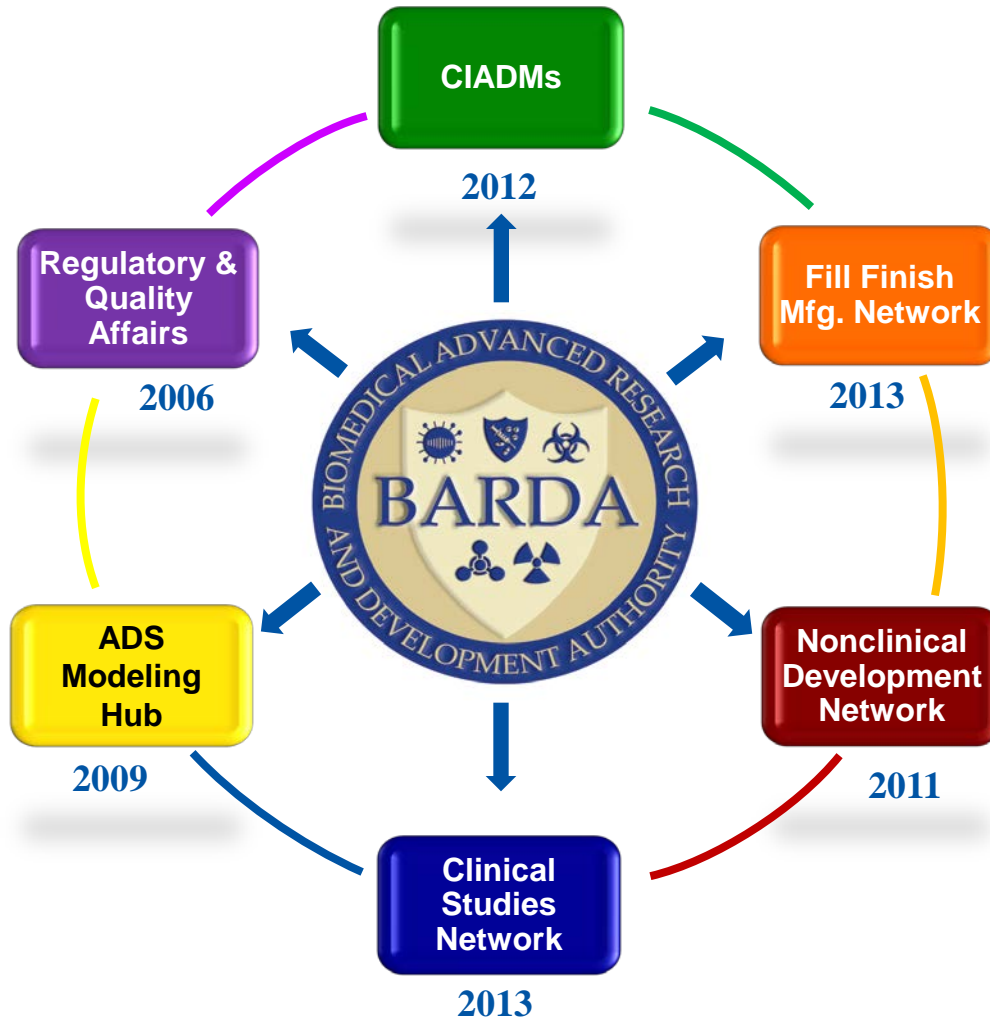 CIADMs
2012
Regulatory &
Quality
Affairs
2006
Fill Finish
Mfg. Network
2013
BIOMEDICAL ADVANCED RESEARCH
BARDA
AND DEVELOPMENT AUTHORITY
ADS
Modeling
Hub
2009
Nonclinical
Development
Network
2011
Clinical
Studies
Network
2013